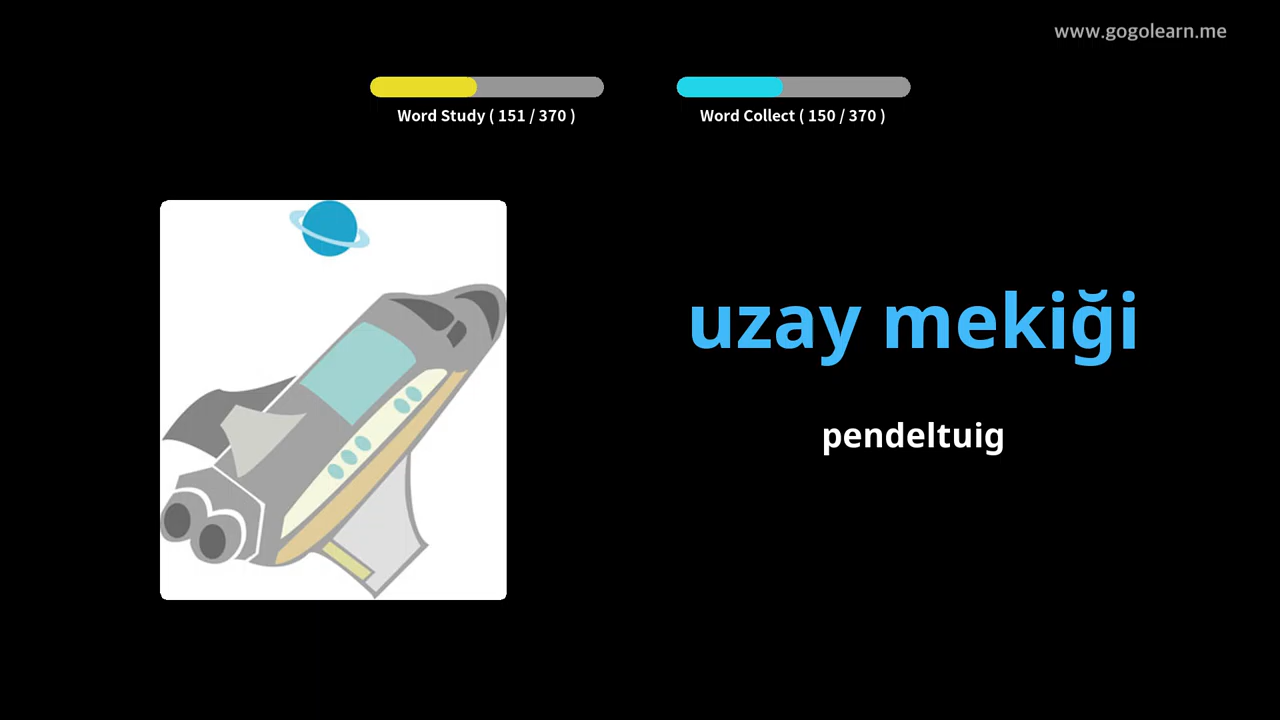 www.gogolearn.me
Word Study ( 151 / 370 )
Word Collect ( 150 / 370 )
uzay mekiği
pendeltuig